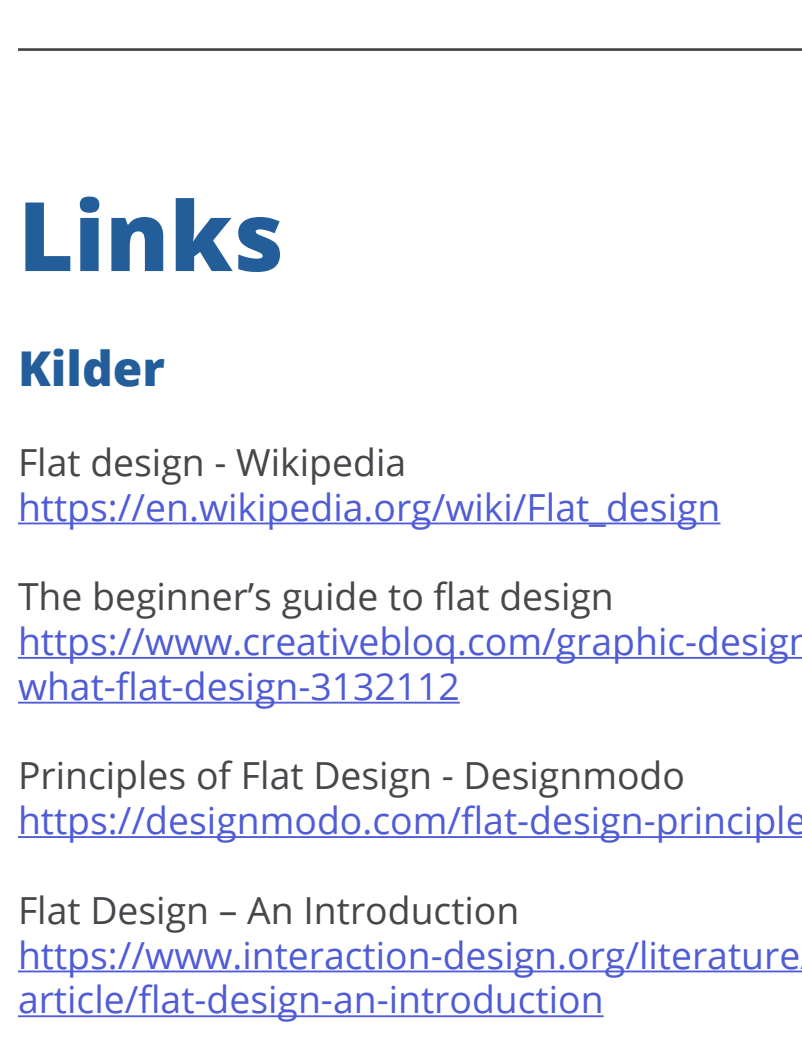 Links
Kilder
Flat design - Wikipedia
https://en.wikipedia.org/wiki/Flat_design
The beginner’s guide to flat design
https://www.creativebloq.com/graphic-design
what-flat-design-3132112
Principles of Flat Design - Designmodo
https://designmodo.com/flat-design-principle
Flat Design – An Introduction
https://www.interaction-design.org/literature/
article/flat-design-an-introduction